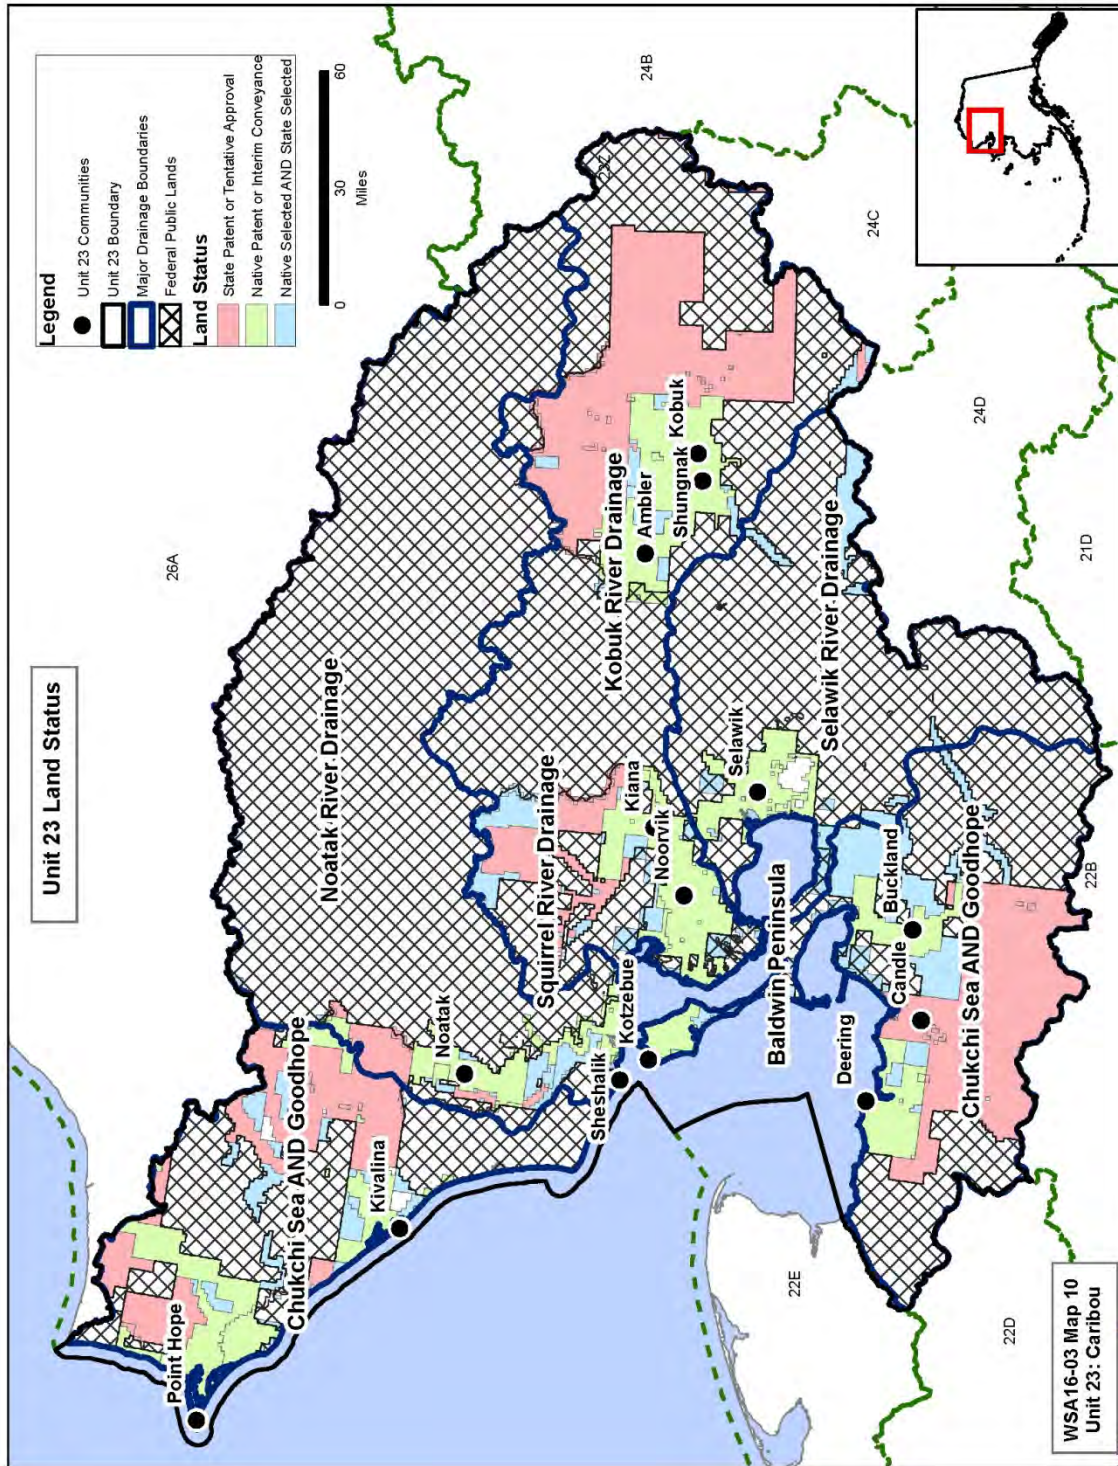 Unit 23 Land Status
Legend
Unit 23 Communities
Unit 23 Boundary
Major Drainage Boundaries
Federal Public Lands
Land Status
State Patent or Tentative Approval
Native Patent or Interim Conveyance
Native Selected AND State Selected
0
30
60
Miles
26A
24B
23Z
24C
24D
21D
22B
22E
22D
Noatak River Drainage
Chukchi Sea AND Goodhope
Point Hope
Kivalina
Noatak
Squirrel River Drainage
Kobuk River Drainage
Ambler
Shungnak
Kobuk
Kiana
Noorvik
Kotzebue
Sheshalik
Selawik
Selawik River Drainage
Baldwin Peninsula
Buckland
Candle
Deering
Chukchi Sea AND Goodhope
WSA16-03 Map 10
Unit 23: Caribou